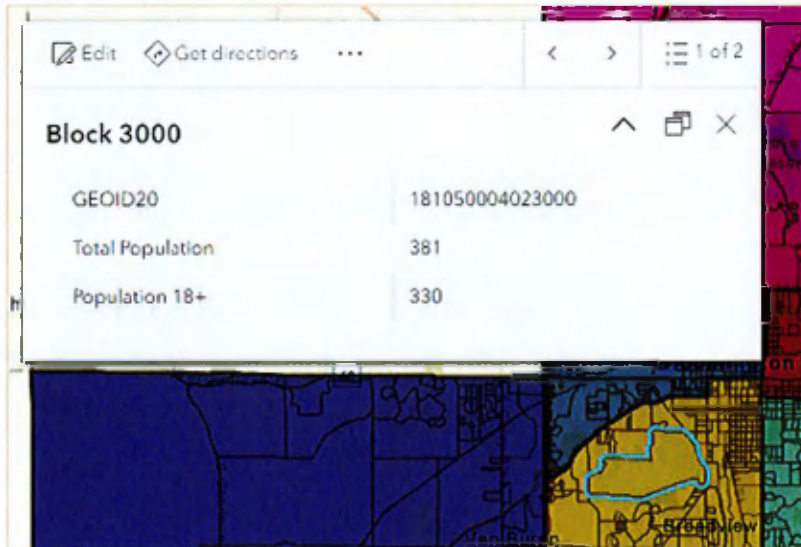 Edit Get directions ... 1 of 2
Block 3000
GEOID20 181050004023000
Total Population 381
Population 18+ 330
on
Broadview
Van Buren